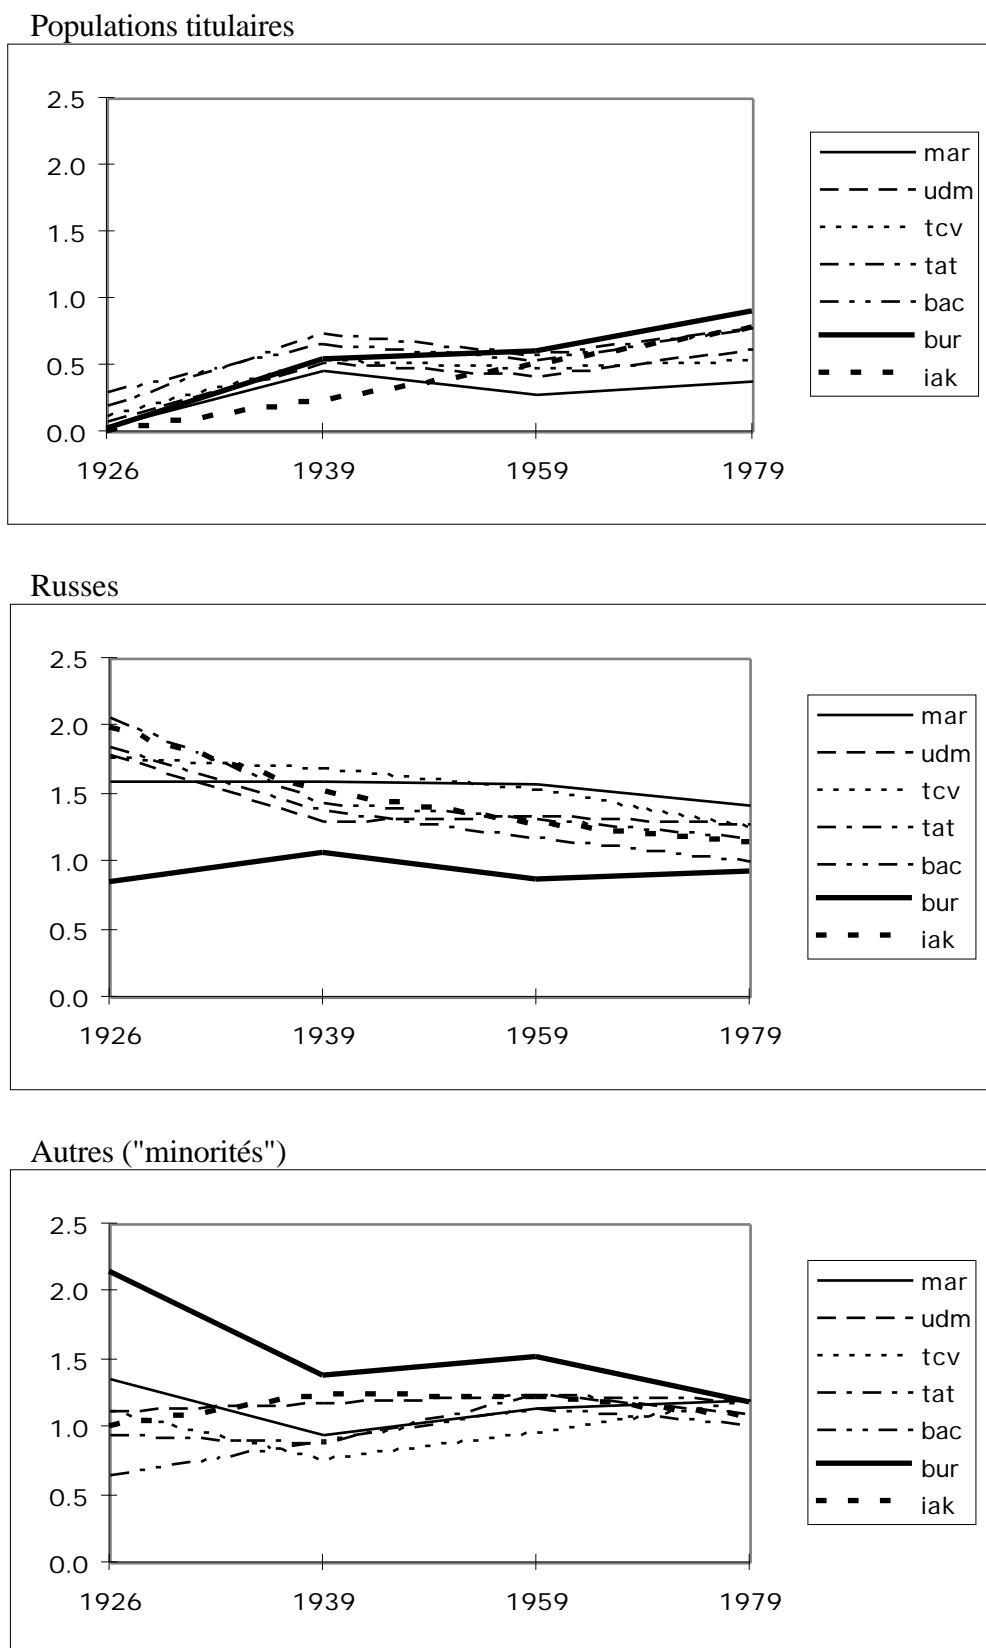 Populations titulaires
2.5
2.0
1.5
1.0
0.5
0.0
1926 1939 1959 1979
mar
udm
tcv
tat
bac
bur
iak
Russes
2.5
2.0
1.5
1.0
0.5
0.0
1926 1939 1959 1979
mar
udm
tcv
tat
bac
bur
iak
Autres ("minorités")
2.5
2.0
1.5
1.0
0.5
0.0
1926 1939 1959 1979
mar
udm
tcv
tat
bac
bur
iak